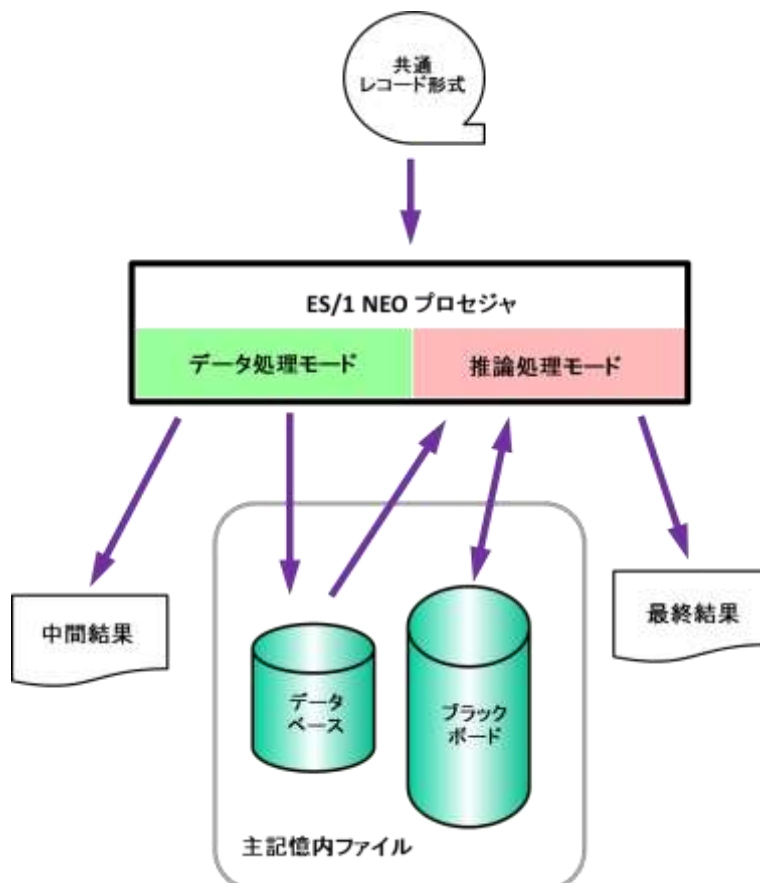 共通
レコード形式
ES/1 NEO プロセジャ
データ処理モード
推論処理モード
中間結果
最終結果
データ
ベース
ブラック
ボード
主記憶内ファイル